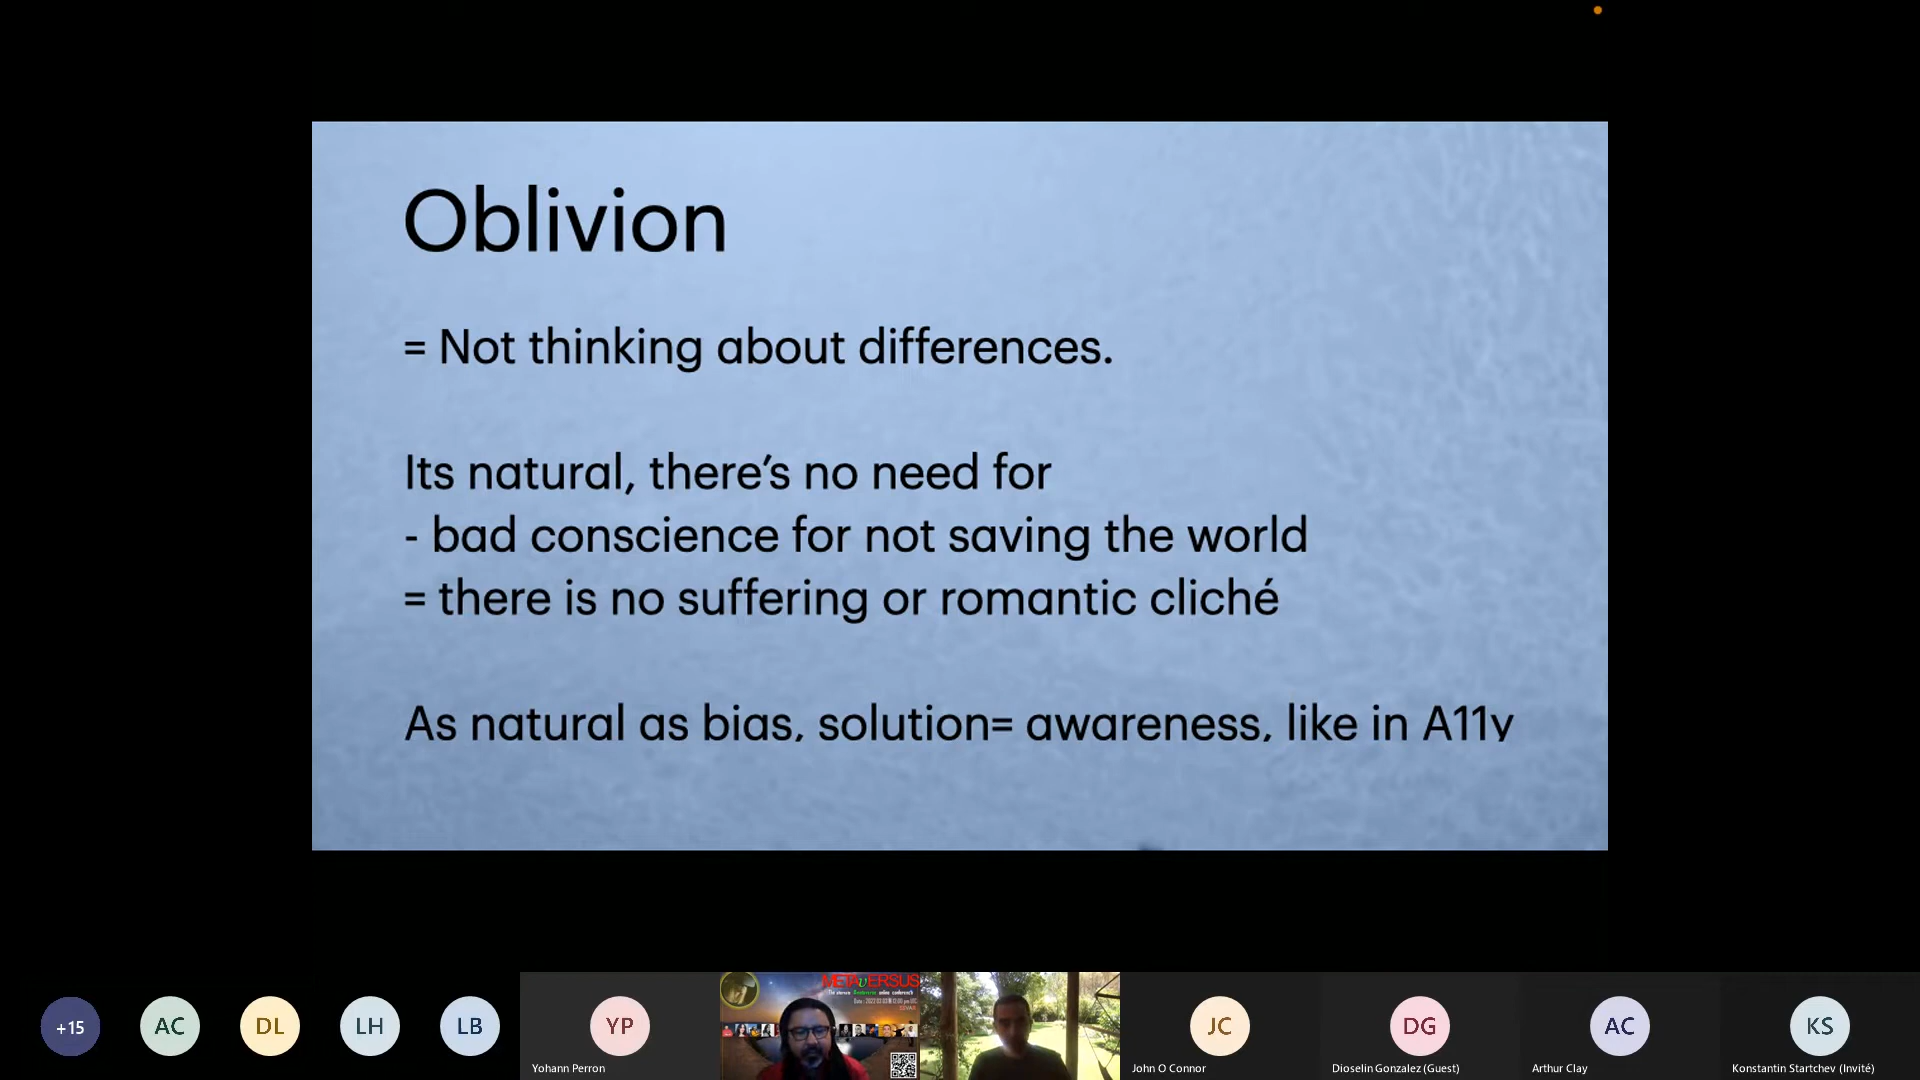 Oblivion
= Not thinking about differences.
Its natural, there’s no need for
- bad conscience for not saving the world
= there is no suffering or romantic cliché
As natural as bias, solution= awareness, like in A11y
+15
AC
DL
LH
LB
YP
Yohann Perron
METAvERSUS
JC
John O Connor
DG
Dioselin Gonzalez (Guest)
AC
Arthur Clay
KS
Konstantin Startchev (Invité)